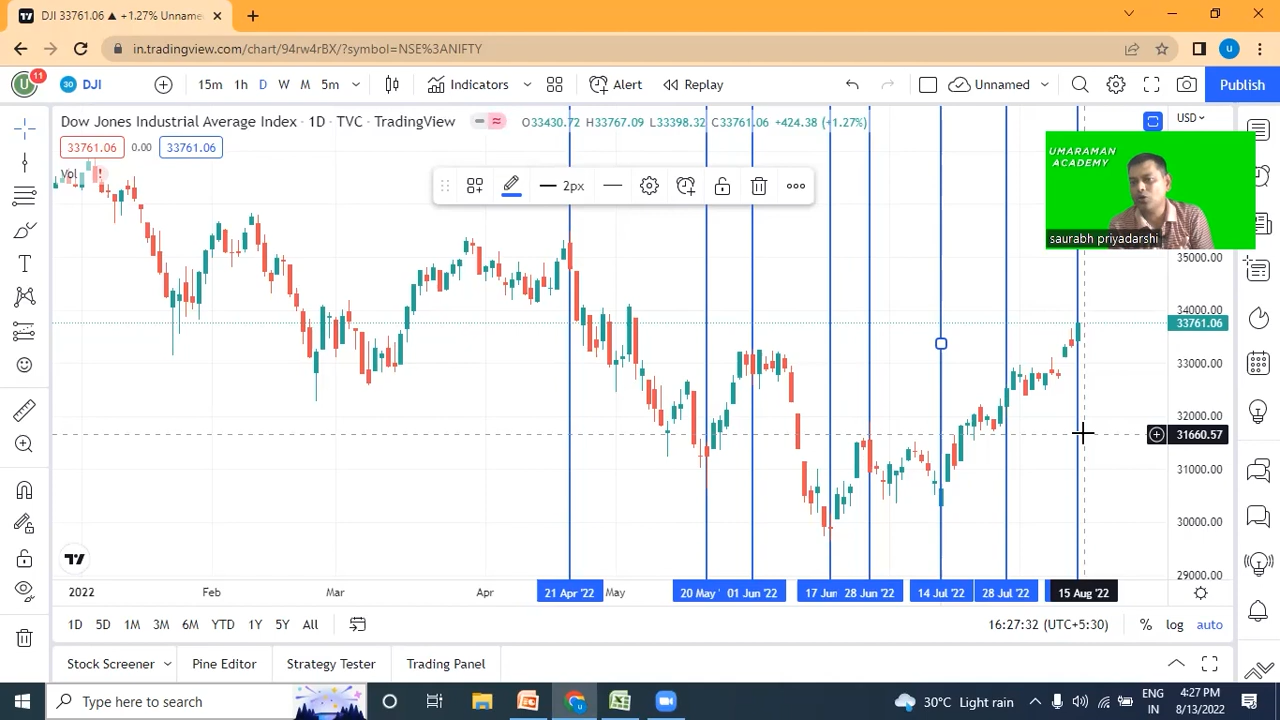 DJI 33761.06 ▲ +1.27% Unname
in.tradingview.com/chart/94rw4rBX/?symbol=NSE%3ANIFTY
U
U 11 30 DJI 15m 1h D W M 5m Indicators Alert Replay Unnamed Publish
Dow Jones Industrial Average Index · 1D · TVC · TradingView O33430.72 H33767.09 L33398.32 C33761.06 +424.38 (+1.27%) USD
33761.06 0.00 33761.06
Vol
2px
UMARAMAN
ACADEMY
saurabh priyadarshi
35000.00
34000.00
33761.06
33000.00
32000.00
31660.57
31000.00
30000.00
29000.00
2022 Feb Mar Apr 21 Apr '22 May 20 May ' 01 Jun '22 17 Jun 28 Jun '22 14 Jul '22 28 Jul '22 15 Aug '22
1D 5D 1M 3M 6M YTD 1Y 5Y All 16:27:32 (UTC+5:30) % log auto
Stock Screener Pine Editor Strategy Tester Trading Panel
Type here to search 30°C Light rain ENG IN 4:27 PM 8/13/2022